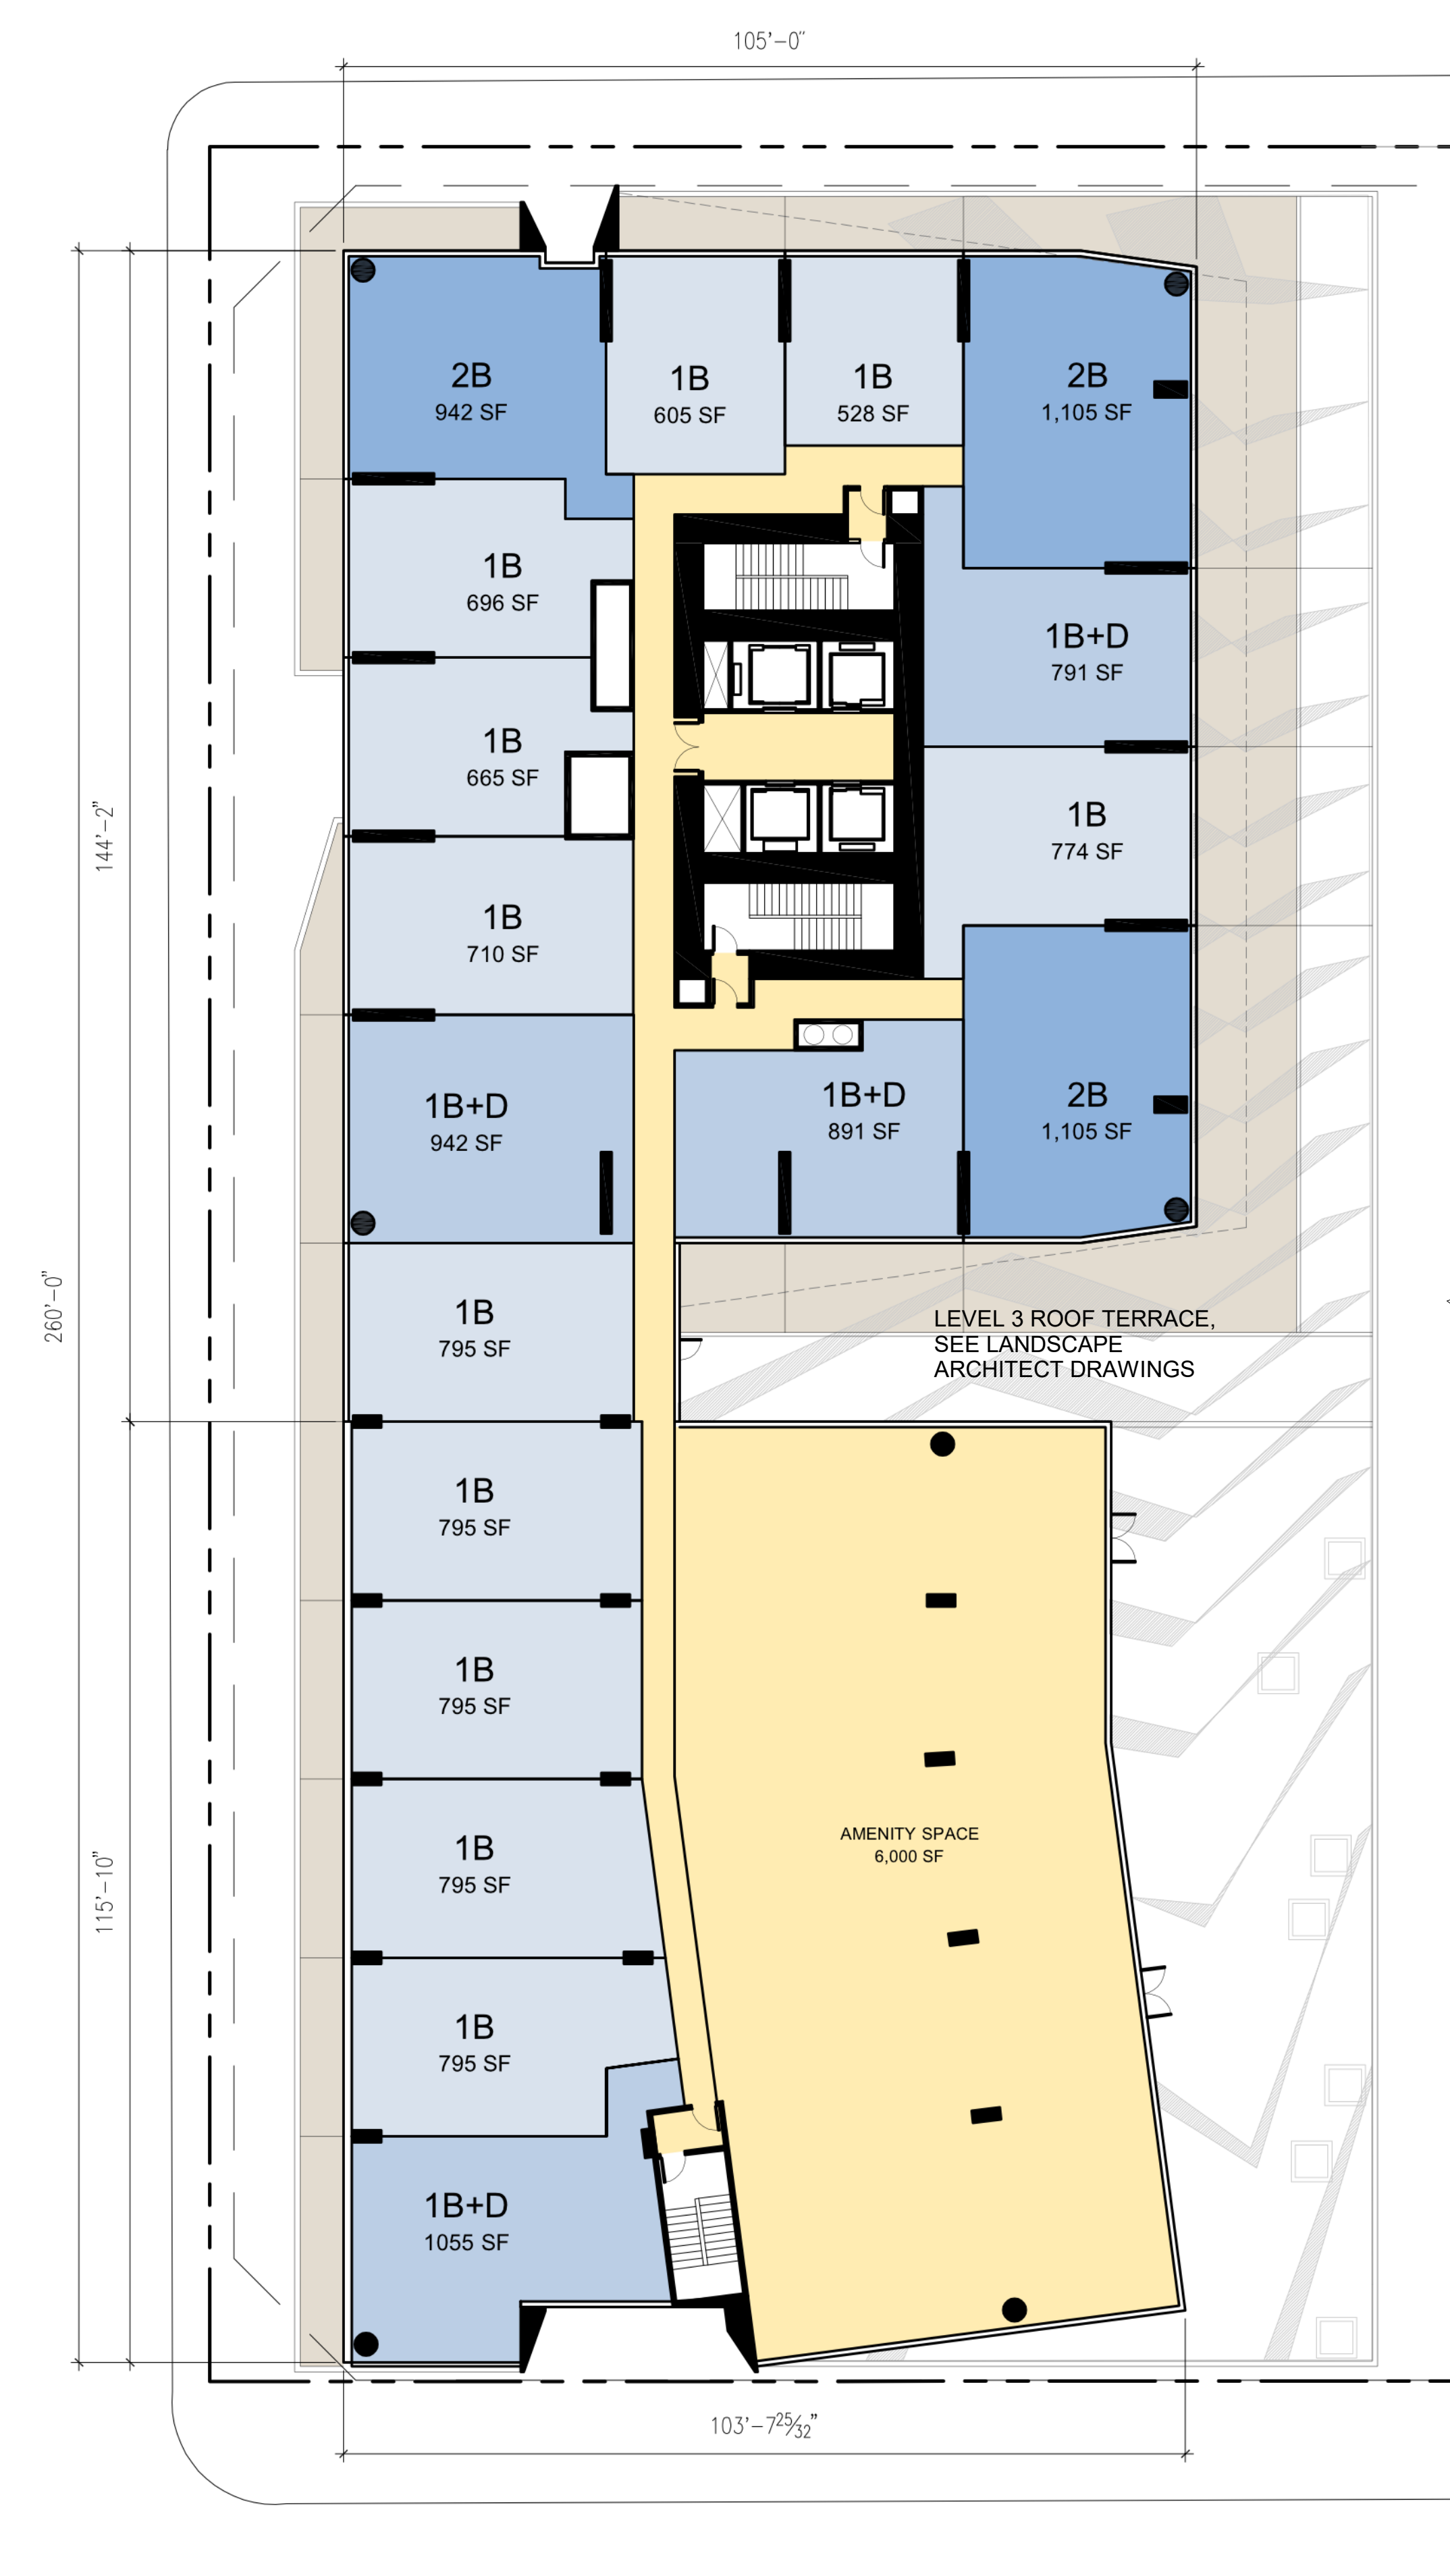 105'-0"
2B
942 SF
1B
605 SF
1B
528 SF
2B
1,105 SF
1B
696 SF
1B+D
791 SF
1B
665 SF
1B
774 SF
144'-2"
1B
710 SF
1B+D
942 SF
1B+D
891 SF
2B
1,105 SF
260'-0"
1B
795 SF
LEVEL 3 ROOF TERRACE,
SEE LANDSCAPE
ARCHITECT DRAWINGS
1B
795 SF
1B
795 SF
115'-10"
1B
795 SF
AMENITY SPACE
6,000 SF
1B
795 SF
1B+D
1055 SF
103'-7 25/32"